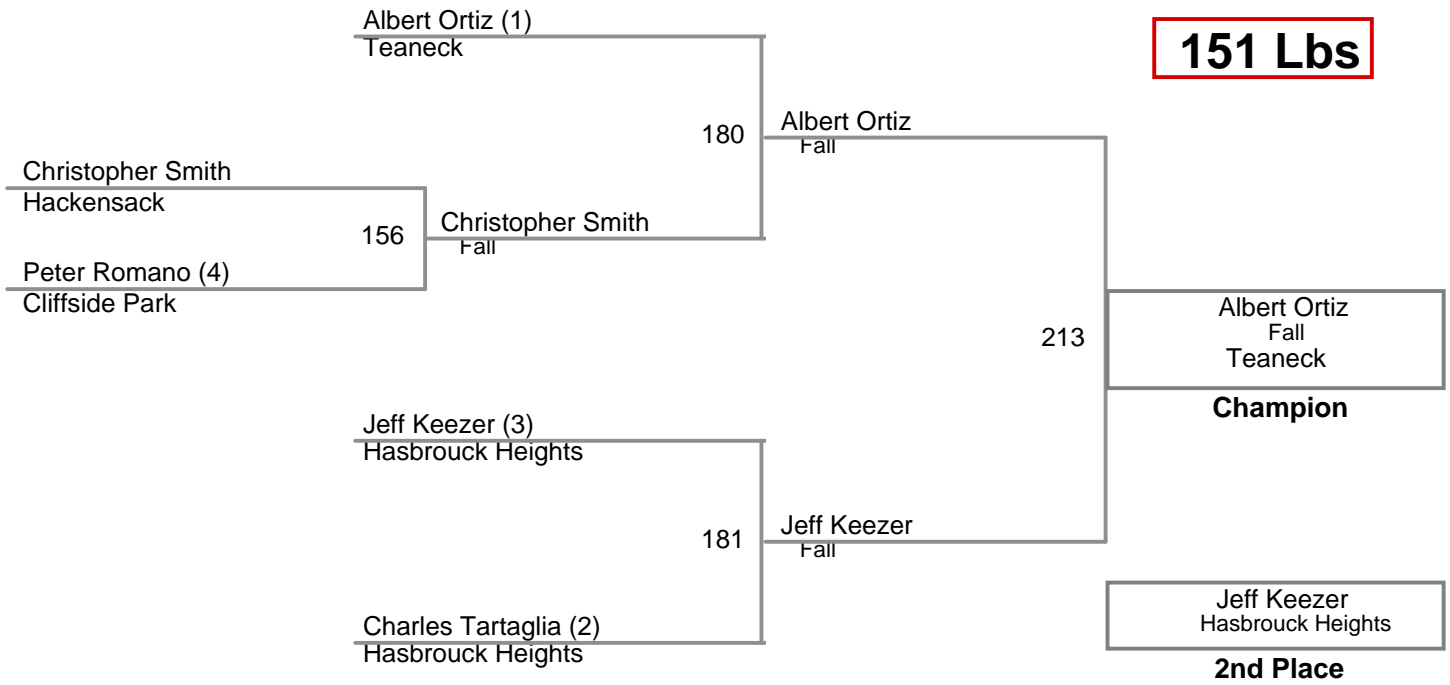 Albert Ortiz (1)
Teaneck
151 Lbs
180
Albert Ortiz
Fall
Christopher Smith
Hackensack
156
Christopher Smith
Fall
Peter Romano (4)
Cliffside Park
213
Albert Ortiz
Fall
Teaneck
Champion
Jeff Keezer (3)
Hasbrouck Heights
181
Jeff Keezer
Fall
Charles Tartaglia (2)
Hasbrouck Heights
Jeff Keezer
Hasbrouck Heights
2nd Place